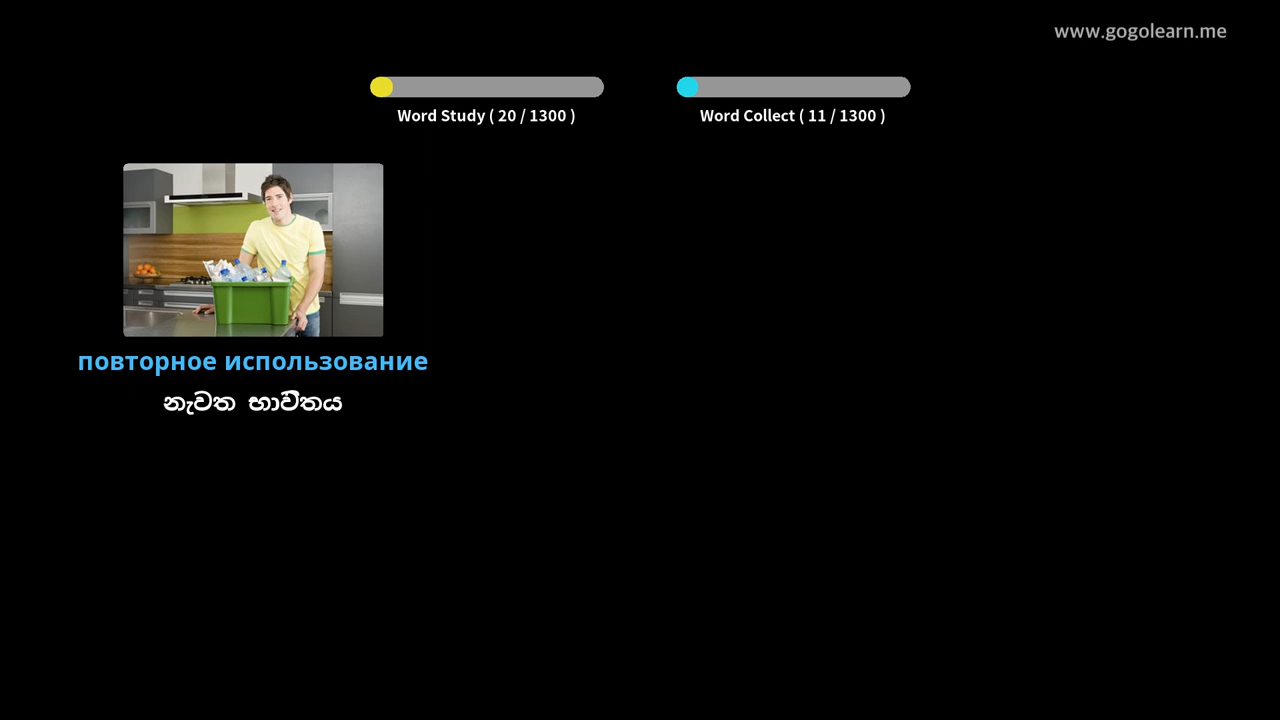 www.gogolearn.me
Word Study ( 20 / 1300 )
Word Collect ( 11 / 1300 )
повторное использование
නැවත භාවිතය